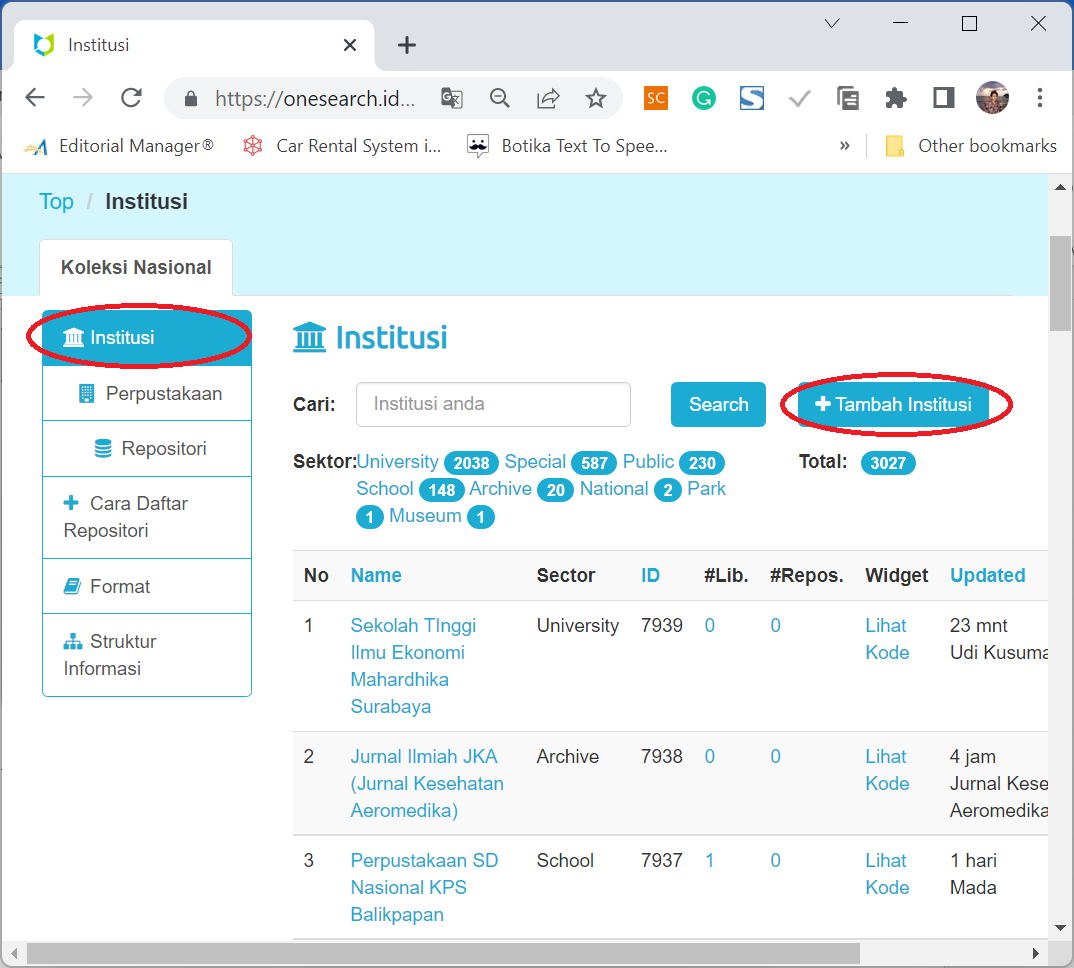 Institusi
https://onesearch.id...
SC
Editorial Manager® Car Rental System i... Botika Text To Spee... » Other bookmarks
Top / Institusi
Koleksi Nasional
Institusi
Perpustakaan
Repositori
Cara Daftar
Repositori
Format
Struktur
Informasi
Institusi
Cari: Institusi anda Search Tambah Institusi
Sektor:University 2038 Special 587 Public 230 Total: 3027
School 148 Archive 20 National 2 Park
1 Museum 1
No Name Sector ID #Lib. #Repos. Widget Updated
1 Sekolah TInggi University 7939 0 0 Lihat 23 mnt
Ilmu Ekonomi Kode Udi Kusuma
Mahardhika
Surabaya
2 Jurnal Ilmiah JKA Archive 7938 0 0 Lihat 4 jam
(Jurnal Kesehatan Kode Jurnal Kese
Aeromedika) Aeromedika
3 Perpustakaan SD School 7937 1 0 Lihat 1 hari
Nasional KPS Kode Mada
Balikpapan